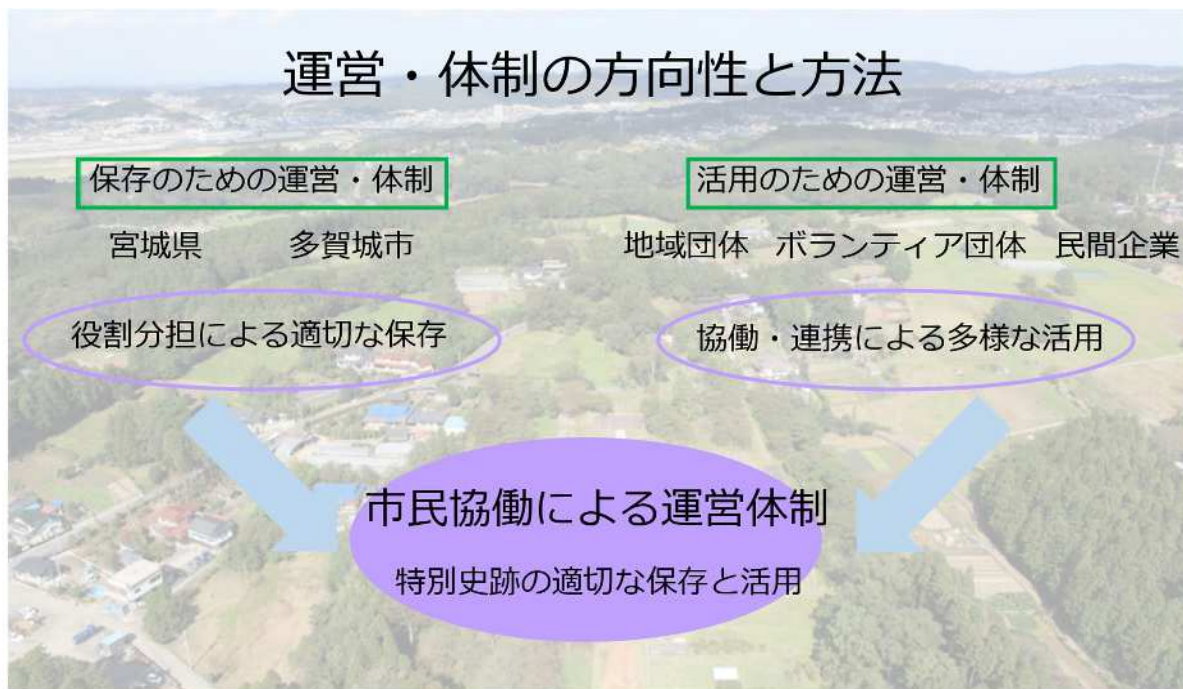 運営・体制の方向性と方法
保存のための運営・体制
宮城県 多賀城市
役割分担による適切な保存
活用のための運営・体制
地域団体 ボランティア団体 民間企業
協働・連携による多様な活用
市民協働による運営体制
特別史跡の適切な保存と活用